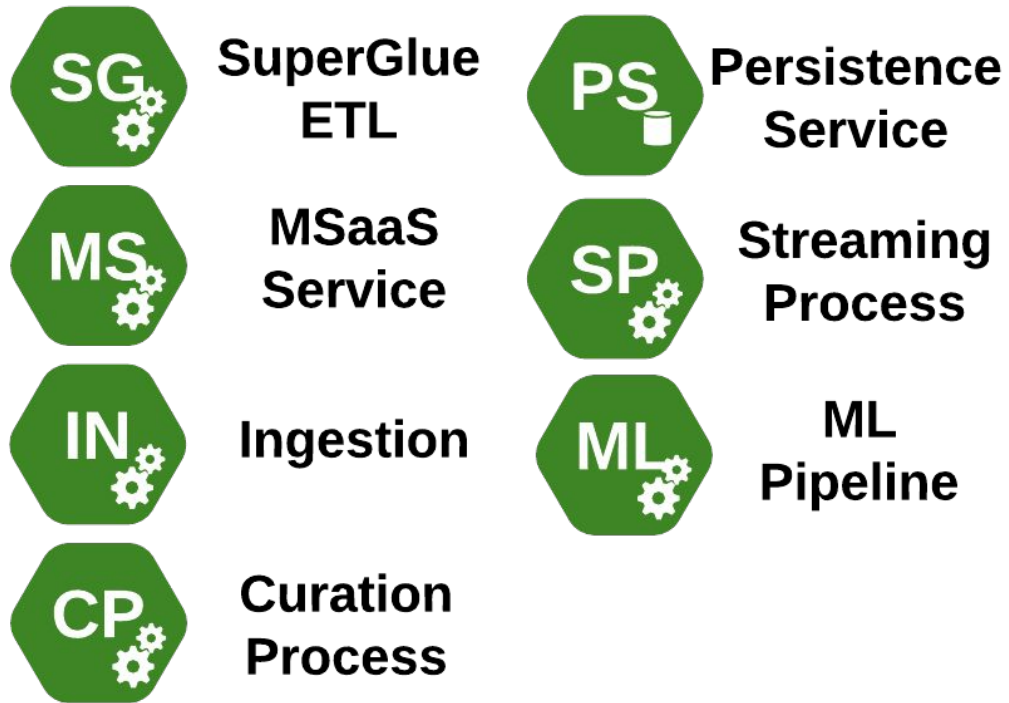 SG
SuperGlue
ETL
MS
MSaaS
Service
IN
Ingestion
CP
Curation
Process
PS
Persistence
Service
SP
Streaming
Process
ML
ML
Pipeline